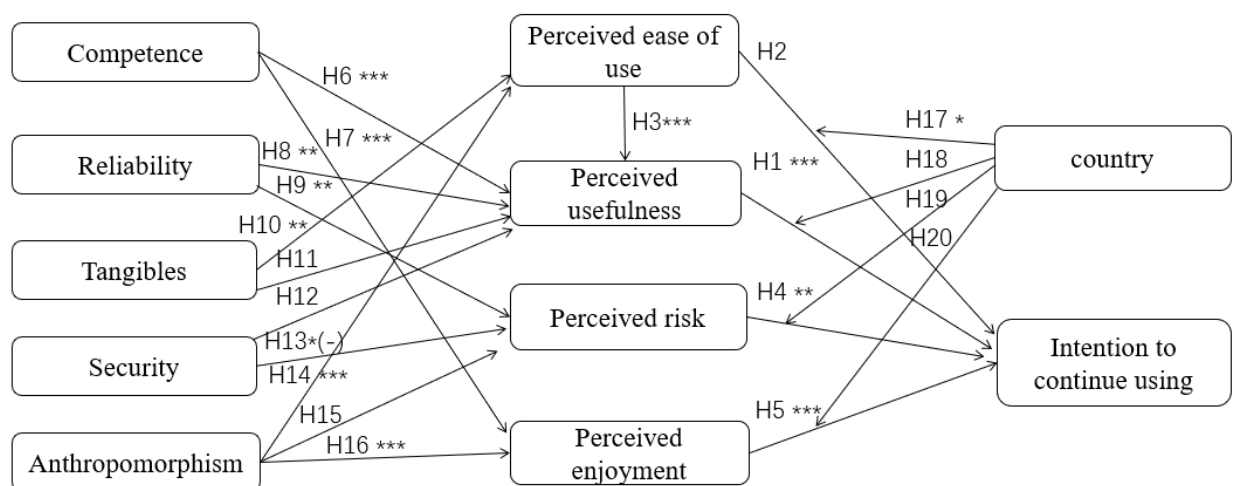 Competence
Reliability
Tangibles
Security
Anthropomorphism
H6 ***
H7 ***
H8 **
H9 **
H10 **
H11
H12
H13*(-)
H14 ***
H15
H16 ***
Perceived ease of
use
H3***
Perceived
usefulness
Perceived risk
Perceived
enjoyment
H2
H1 ***
H4 **
H5 ***
H17 *
H18
H19
H20
country
Intention to
continue using